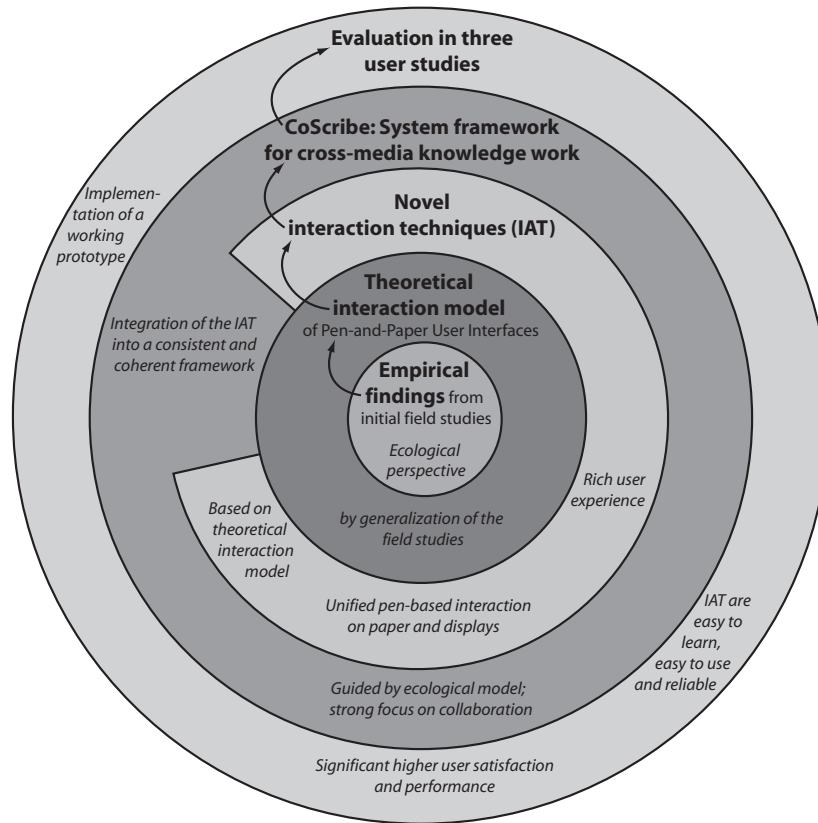 Evaluation in three
user studies
CoScribe: System framework
for cross-media knowledge work
Implemen-
tation of a
working
prototype
Novel
interaction techniques (IAT)
Theoretical
interaction model
of Pen-and-Paper User Interfaces
Integration of the IAT
into a consistent and
coherent framework
Empirical
findings from
initial field studies
Ecological
perspective
Rich user
experience
Based on
theoretical
interaction
model
by generalization of the
field studies
Unified pen-based interaction
on paper and displays
IAT are
easy to
learn,
easy to use
and reliable
Guided by ecological model;
strong focus on collaboration
Significant higher user satisfaction
and performance